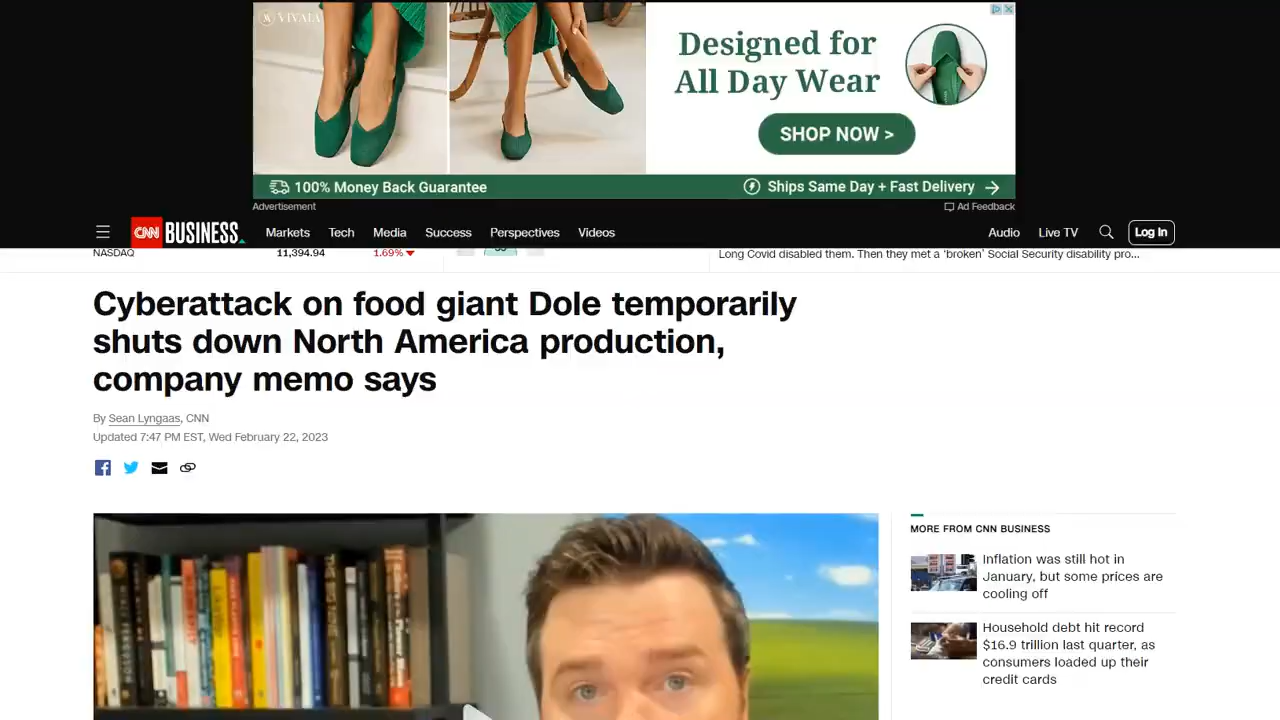 VIVAIA
Designed for
All Day Wear
SHOP NOW >
100% Money Back Guarantee
Ships Same Day + Fast Delivery
Advertisement
Ad Feedback
CNN BUSINESS
Markets
Tech
Media
Success
Perspectives
Videos
Audio
Live TV
Log In
NASDAQ
11,394.94
1.69%
Long Covid disabled them. Then they met a ‘broken’ Social Security disability pro...
Cyberattack on food giant Dole temporarily
shuts down North America production,
company memo says
By Sean Lyngaas, CNN
Updated 7:47 PM EST, Wed February 22, 2023
MORE FROM CNN BUSINESS
Inflation was still hot in
January, but some prices are
cooling off
Household debt hit record
$16.9 trillion last quarter, as
consumers loaded up their
credit cards